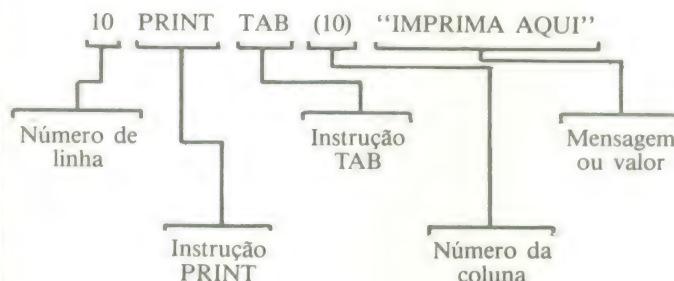 10 PRINT TAB (10) “IMPRIMA AQUI”
Número de
linha
Instrução
TAB
Mensagem
ou valor
Instrução
PRINT
Número da
coluna